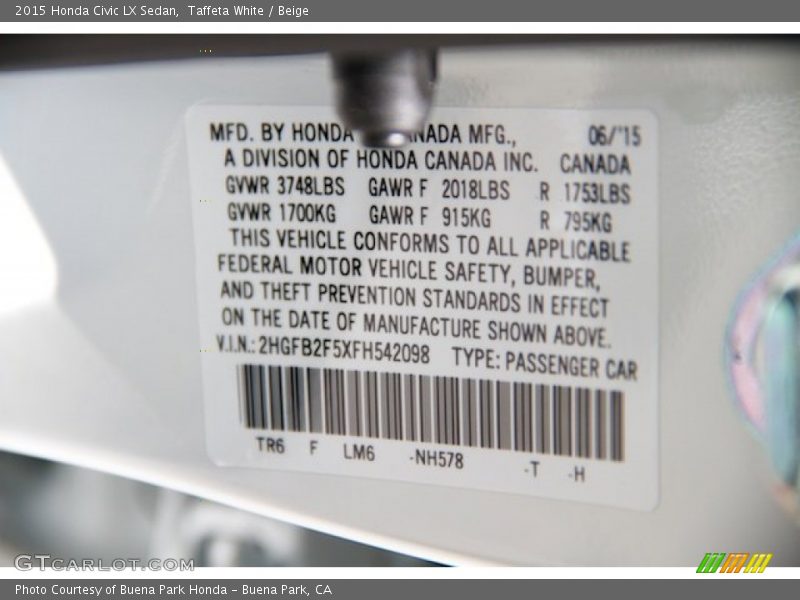 2015 Honda Civic LX Sedan, Taffeta White / Beige
MFD. BY HONDA MFG., 06/'15
A DIVISION OF HONDA CANADA INC. CANADA
GVWR 3748LBS GAWR F 2018LBS R 1753LBS
GVWR 1700KG GAWR F 915KG R 795KG
THIS VEHICLE CONFORMS TO ALL APPLICABLE
FEDERAL MOTOR VEHICLE SAFETY, BUMPER,
AND THEFT PREVENTION STANDARDS IN EFFECT
ON THE DATE OF MANUFACTURE SHOWN ABOVE.
V.I.N.: 2HGFB2F5XFH542098 TYPE: PASSENGER CAR
TR6 F LM6 -NH578 -T -H
GTCARLOT.COM
Photo Courtesy of Buena Park Honda – Buena Park, CA